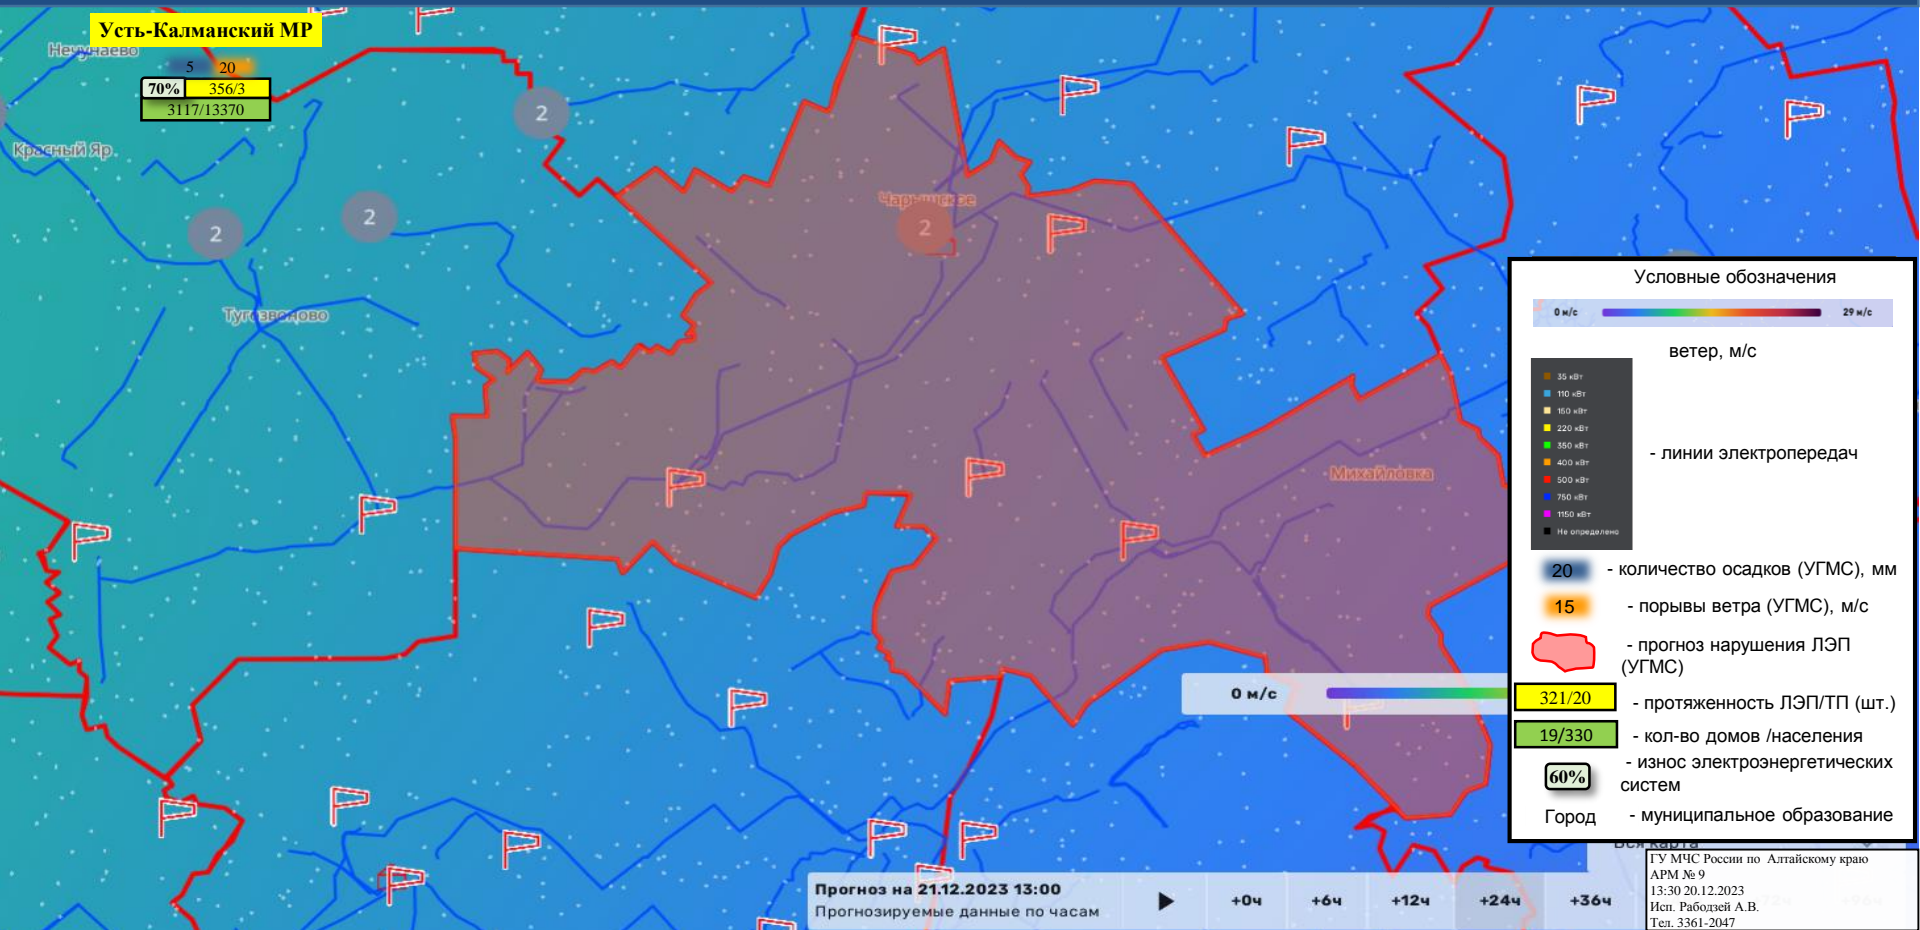 Усть-Калманский МР
Ненунаево
5 20
70% 356/3
3117/13370
2
Красный Яр
2
2
Чарышское
2
Тугозвоново
Михайловка
Условные обозначения
0 м/с 29 м/с
ветер, м/с
35 кВт
110 кВт
150 кВт
220 кВт
350 кВт
400 кВт
500 кВт
750 кВт
1150 кВт
Не определено
- линии электропередач
20 - количество осадков (УГМС), мм
15 - порывы ветра (УГМС), м/с
- прогноз нарушения ЛЭП
(УГМС)
321/20 - протяженность ЛЭП/ТП (шт.)
19/330 - кол-во домов /населения
60% - износ электроэнергетических
систем
Город - муниципальное образование
0 м/с
Вся карта
Прогноз на 21.12.2023 13:00
Прогнозируемые данные по часам
+0ч +6ч +12ч +24ч +36ч
ГУ МЧС России по Алтайскому краю
АРМ № 9
13:30 20.12.2023
Исп. Рабодзей А.В.
Тел. 3361-2047